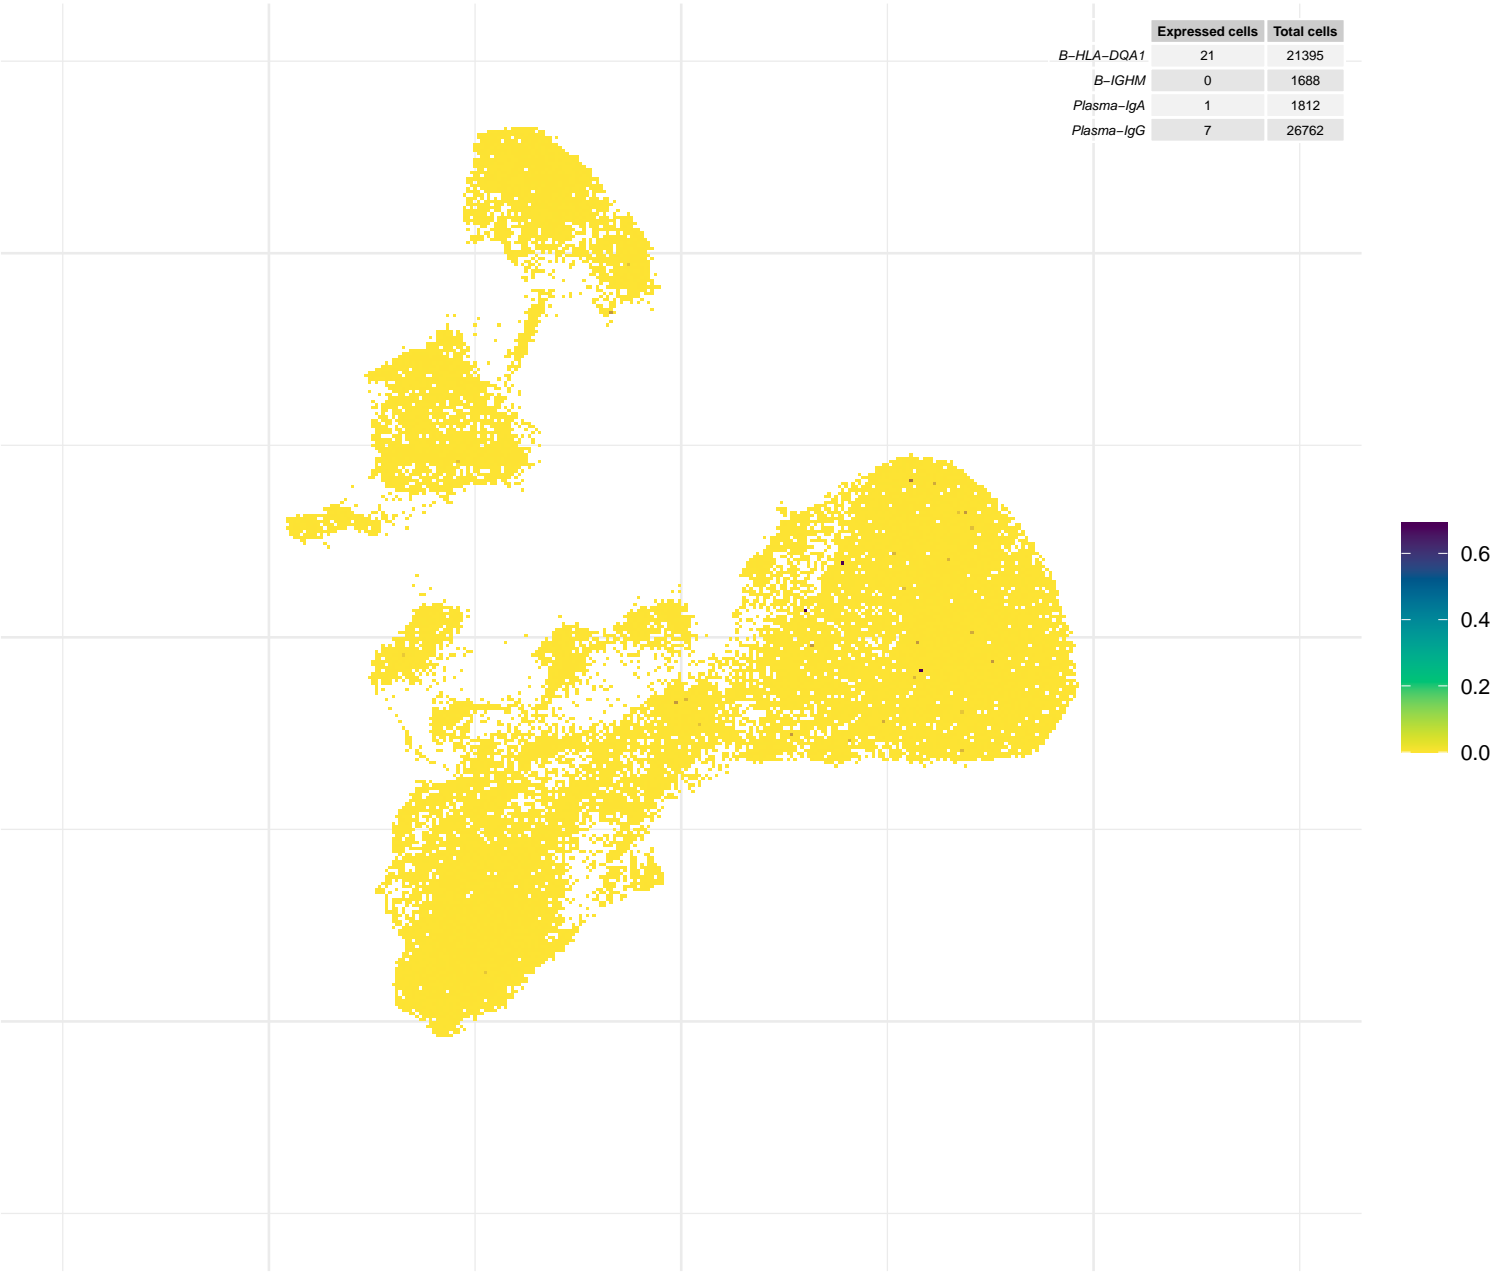 Expressed cells Total cells
B−HLA−DQA1 21 21395
B−IGHM 0 1688
Plasma−IgA 1 1812
Plasma−IgG 7 26762
0.6
0.4
0.2
0.0